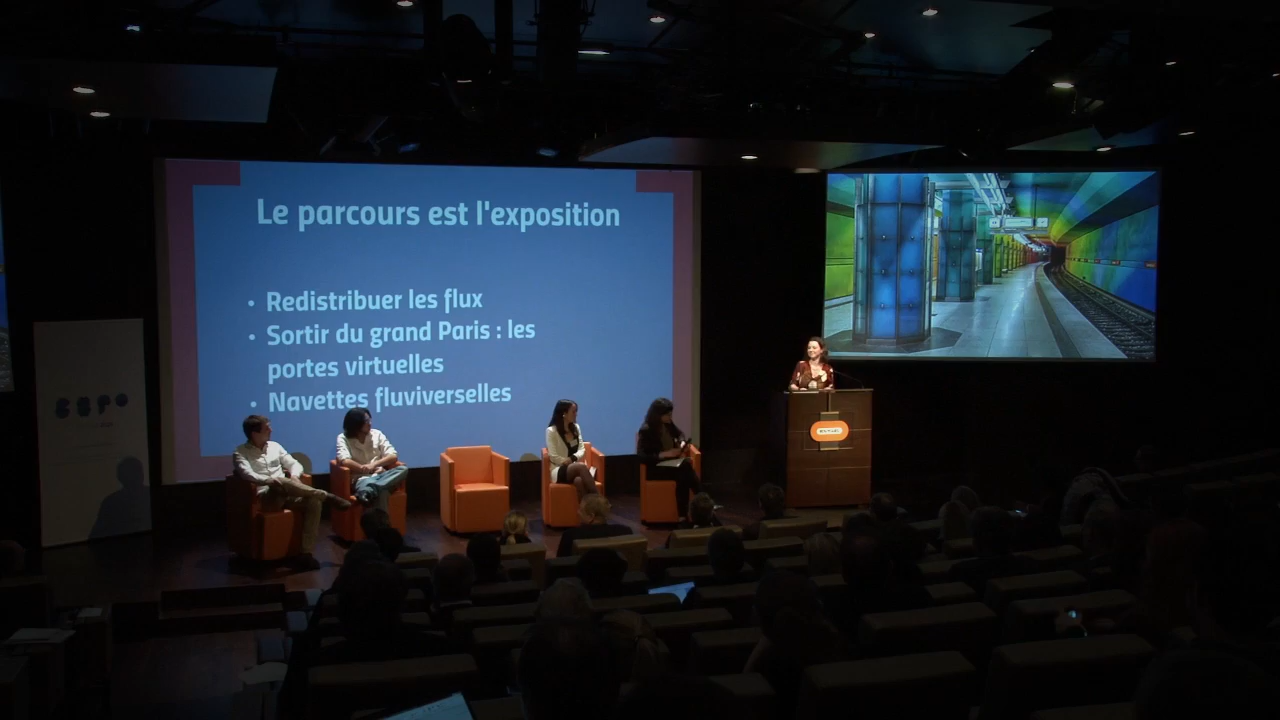 Le parcours est l'exposition
• Redistribuer les flux
• Sortir du grand Paris : les
portes virtuelles
• Navettes fluviverselles